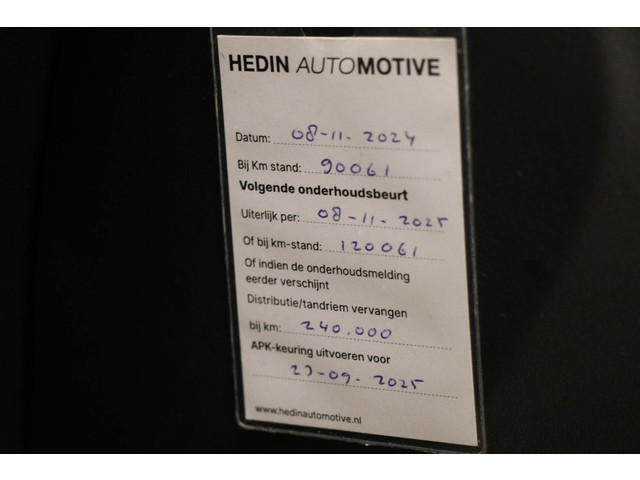 HEDIN AUTOMOTIVE
Datum: 08-11-2024
Bij Km stand: 90061
Volgende onderhoudsbeurt
Uiterlijk per: 08-11-2025
Of bij km-stand: 120061
Of indien de onderhoudsmelding
eerder verschijnt
Distributie/tandriem vervangen
bij km: 240.000
APK-keuring uitvoeren voor
23-09-2025
www.hedinautomotive.nl